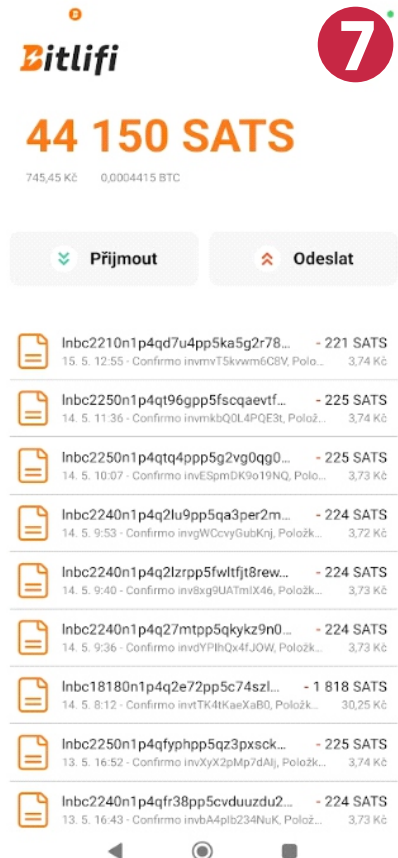 7
Bitlifi
44 150 SATS
745,45 Kč 0,0004415 BTC
Přijmout Odeslat
lnbc2210n1p4qd7u4pp5ka5g2r78... - 221 SATS
15. 5. 12:55 - Confirmo invmvT5kvwm6C8V, Polo... 3,74 Kč
lnbc2250n1p4qt96gpp5fscqaevtf... - 225 SATS
14. 5. 11:36 - Confirmo invmkbQ0L4PQE3t, Polož... 3,74 Kč
lnbc2250n1p4qtq4ppp5g2vg0qg0... - 225 SATS
14. 5. 10:07 - Confirmo invESpmDK9o19NQ, Polo... 3,73 Kč
lnbc2240n1p4q2lu9pp5qa3per2m... - 224 SATS
14. 5. 9:53 - Confirmo invgWCcvyGubKnj, Položk... 3,72 Kč
lnbc2240n1p4q2lzrpp5fwltfjt8rew... - 224 SATS
14. 5. 9:40 - Confirmo inv8xg9UATmIX46, Položk... 3,73 Kč
lnbc2240n1p4q27mtpp5qkykz9n0... - 224 SATS
14. 5. 9:36 - Confirmo invdYPIhQx4fJOW, Položk... 3,73 Kč
lnbc18180n1p4q2e72pp5c74szl... - 1 818 SATS
14. 5. 8:12 - Confirmo invtTK4tKaeXaB0, Položk... 30,25 Kč
lnbc2250n1p4qfyphpp5qz3pxsck... - 225 SATS
13. 5. 16:52 - Confirmo invXyX2pMp7dAlj, Položk... 3,74 Kč
lnbc2240n1p4qfr38pp5cvduuzdu2... - 224 SATS
13. 5. 16:43 - Confirmo invbA4pIb234NuK, Polož... 3,73 Kč